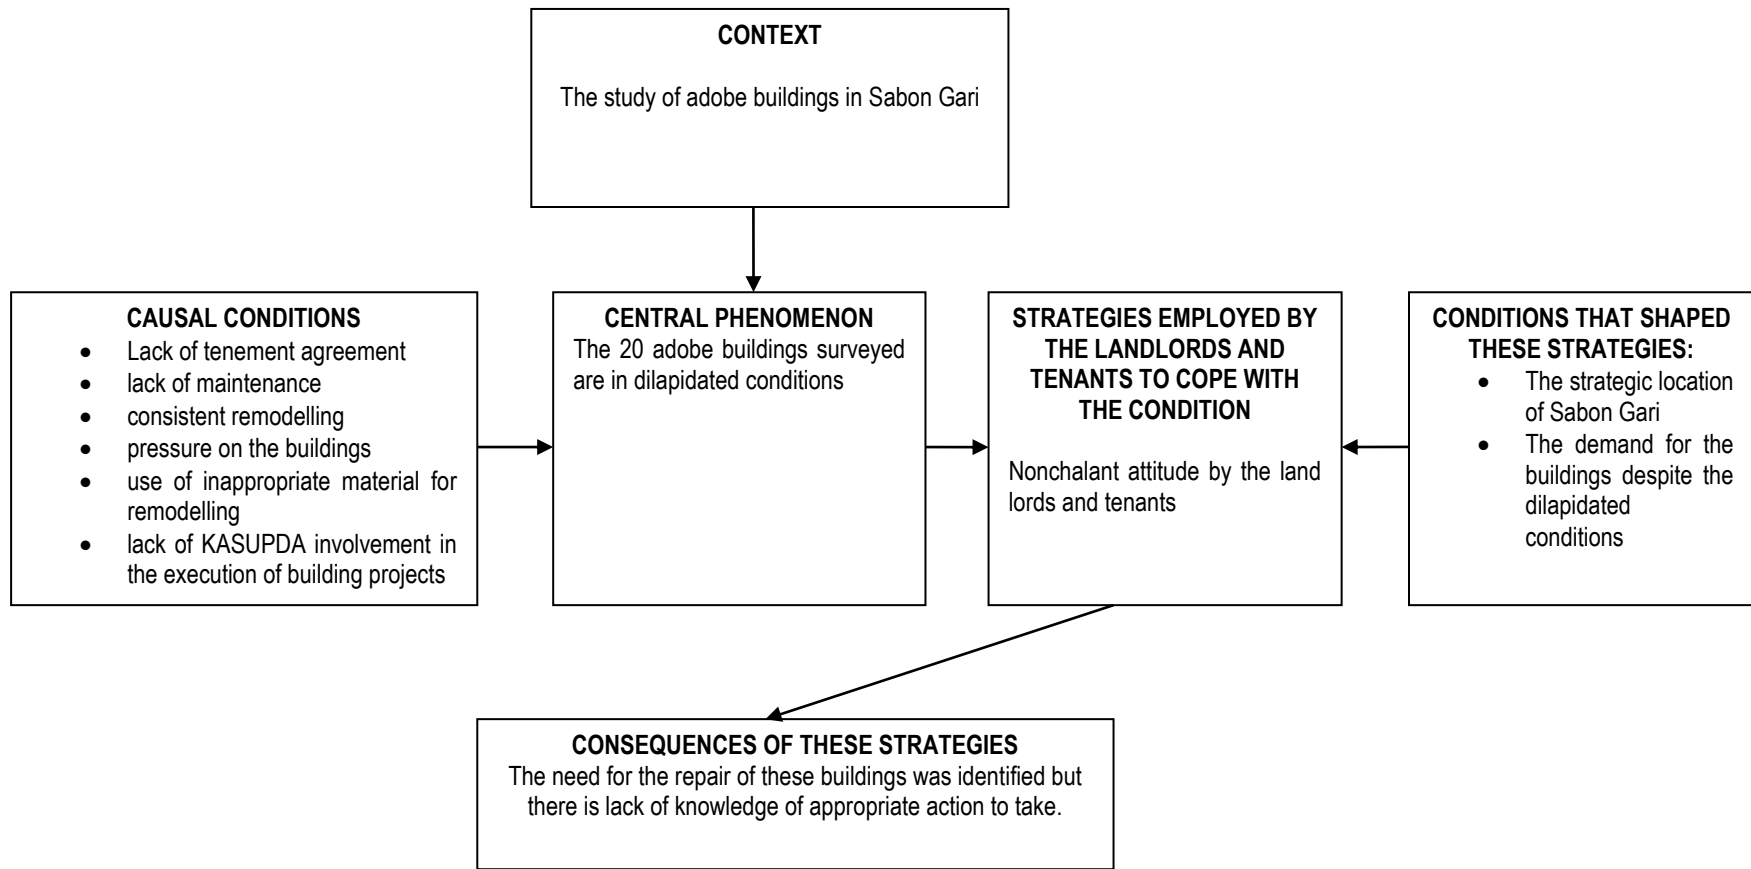 CONTEXT
The study of adobe buildings in Sabon Gari
CAUSAL CONDITIONS
• Lack of tenement agreement
• lack of maintenance
• consistent remodelling
• pressure on the buildings
• use of inappropriate material for
remodelling
• lack of KASUPDA involvement in
the execution of building projects
CENTRAL PHENOMENON
The 20 adobe buildings surveyed
are in dilapidated conditions
STRATEGIES EMPLOYED BY
THE LANDLORDS AND
TENANTS TO COPE WITH
THE CONDITION
Nonchalant attitude by the land
lords and tenants
CONDITIONS THAT SHAPED
THESE STRATEGIES:
• The strategic location
of Sabon Gari
• The demand for the
buildings despite the
dilapidated
conditions
CONSEQUENCES OF THESE STRATEGIES
The need for the repair of these buildings was identified but
there is lack of knowledge of appropriate action to take.